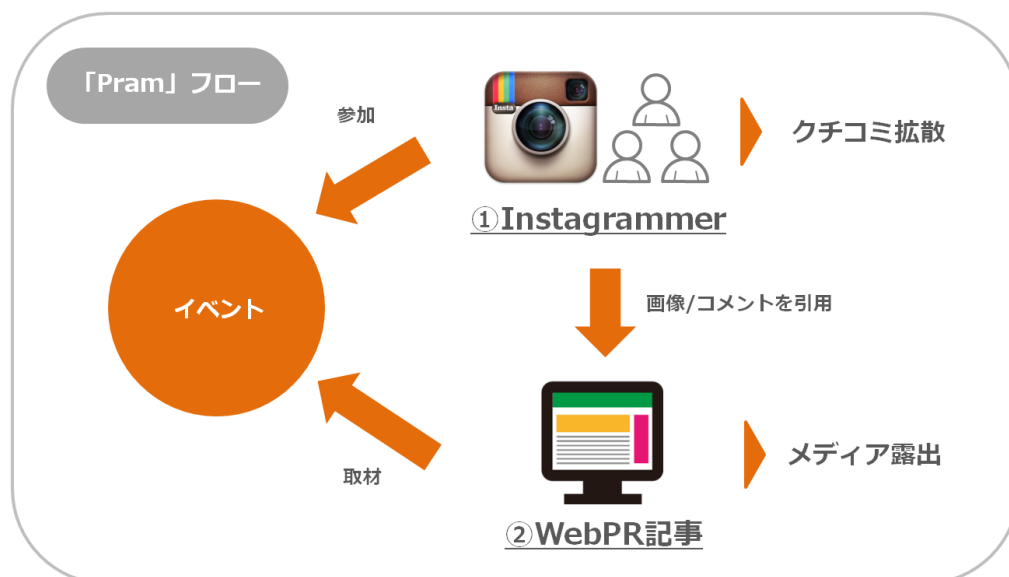 「Pram」フロー
参加
Insta
クチコミ拡散
①Instagrammer
イベント
画像/コメントを引用
取材
メディア露出
②WebPR記事